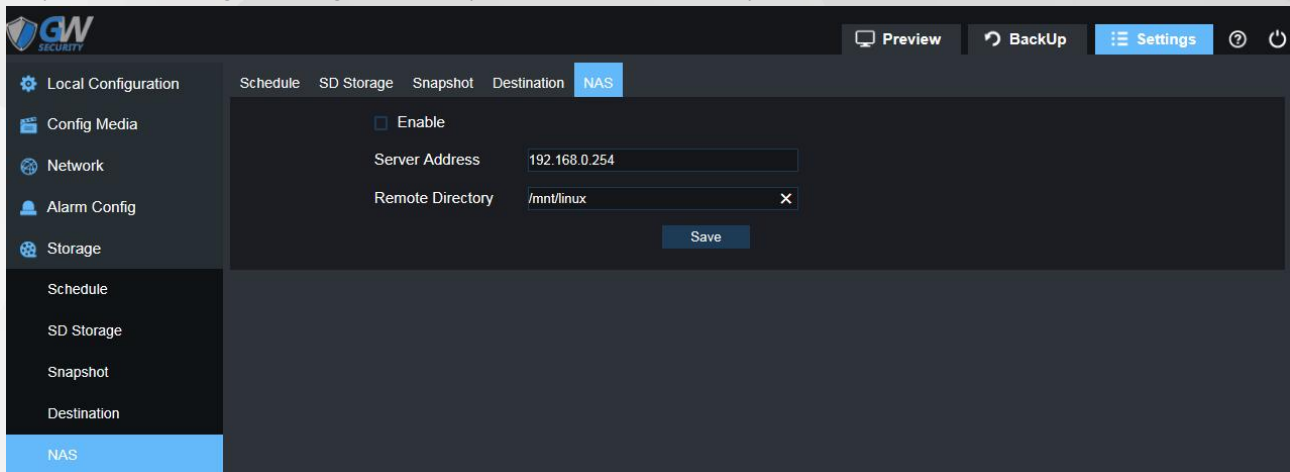 GW
SECURITY
Preview
BackUp
Settings
Local Configuration
Config Media
Network
Alarm Config
Storage
Schedule
SD Storage
Snapshot
Destination
NAS
Schedule SD Storage Snapshot Destination NAS
Enable
Server Address 192.168.0.254
Remote Directory /mnt/linux
Save